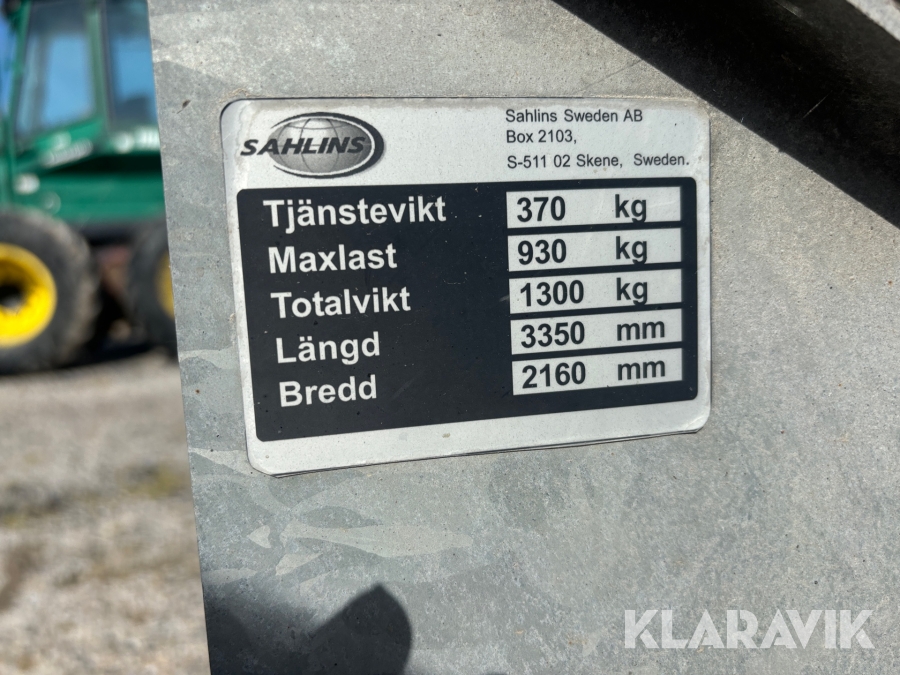 SAHLINS
Sahlins Sweden AB
Box 2103,
S-511 02 Skene, Sweden.
Tjänstevikt 370 kg
Maxlast 930 kg
Totalvikt 1300 kg
Längd 3350 mm
Bredd 2160 mm
KLARAVIK